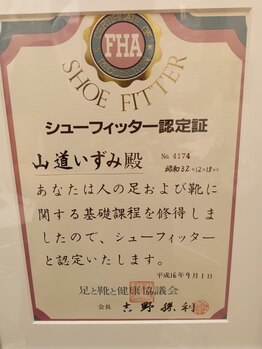 FHA
SHOE FITTER
シューフィッター認定証
山道いずみ殿
No 4174
昭和32年12月18日生
あなたは人の足および靴に
関する基礎課程を修得しま
したので、シューフィッター
と認定いたします。
平成16年9月1日
足と靴と健康協議会
会長 吉野勝利